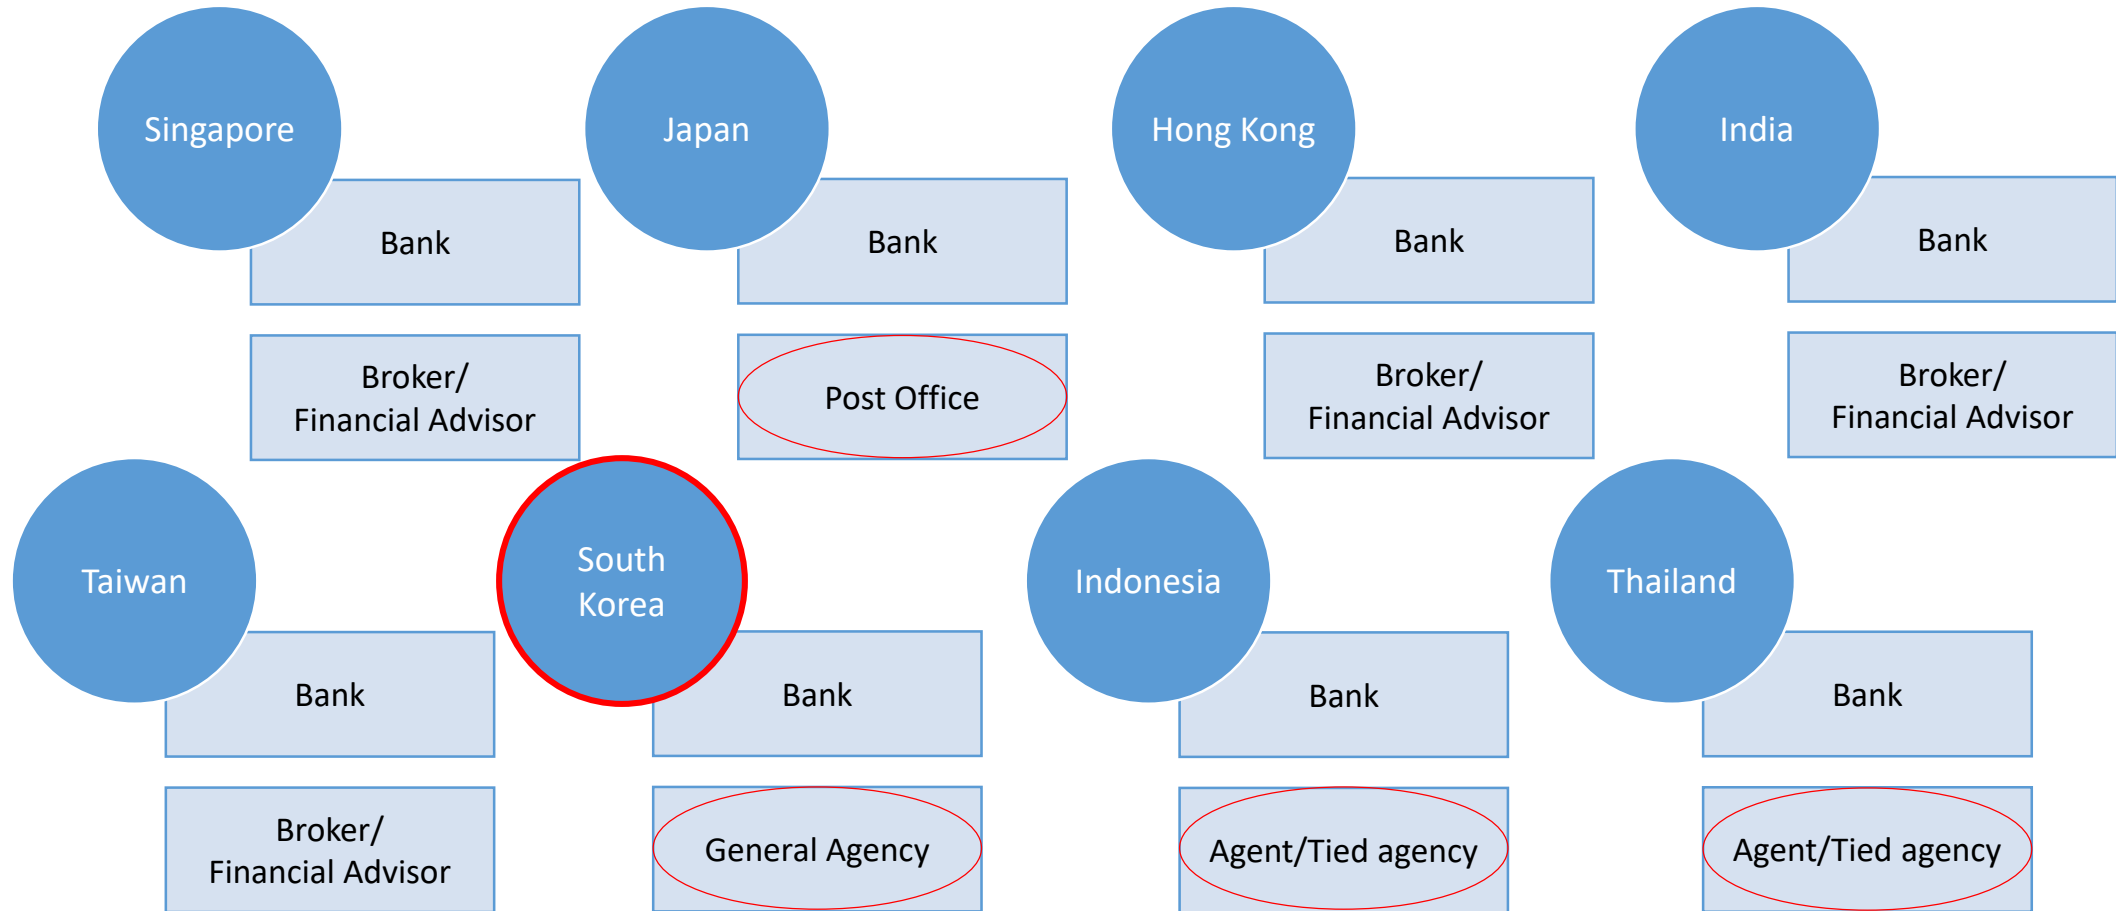 Singapore
Bank
Broker/
Financial Advisor
Japan
Bank
Post Office
Hong Kong
Bank
Broker/
Financial Advisor
India
Bank
Broker/
Financial Advisor
Taiwan
Bank
Broker/
Financial Advisor
South
Korea
Bank
General Agency
Indonesia
Bank
Agent/Tied agency
Thailand
Bank
Agent/Tied agency